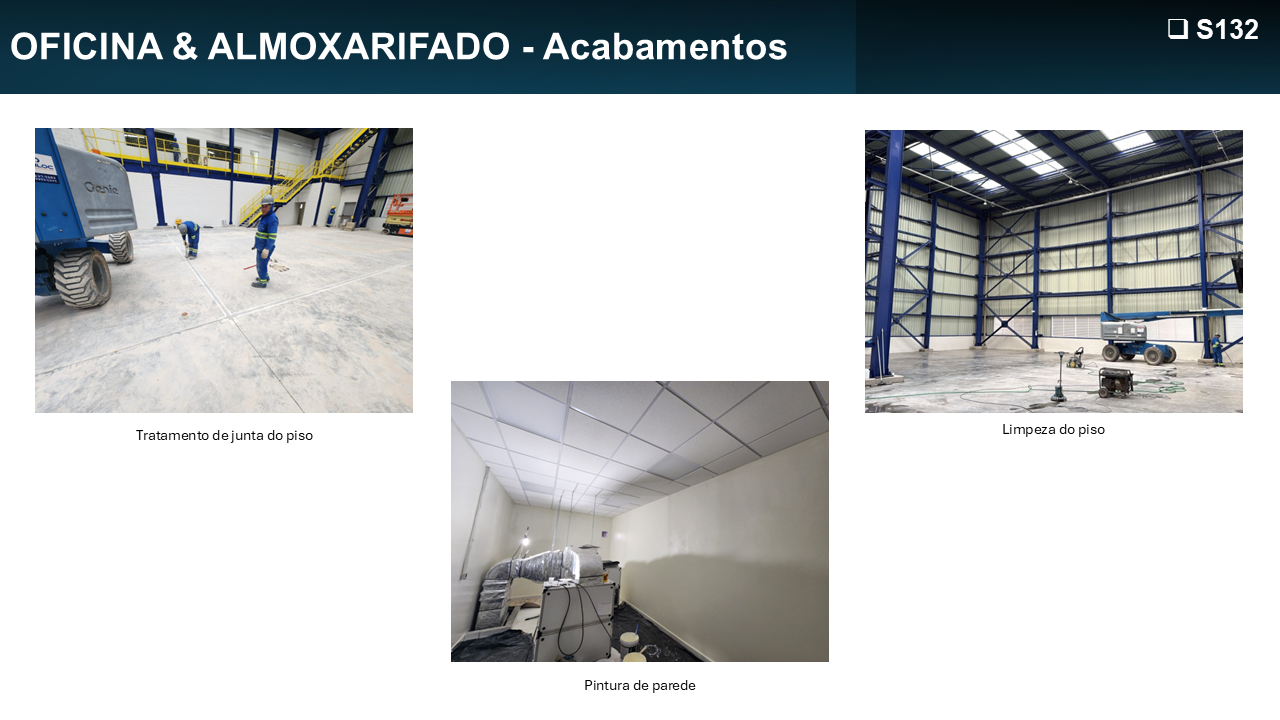 OFICINA & ALMOXARIFADO - Acabamentos
❑ S132
Genie
Tratamento de junta do piso
Limpeza do piso
Pintura de parede